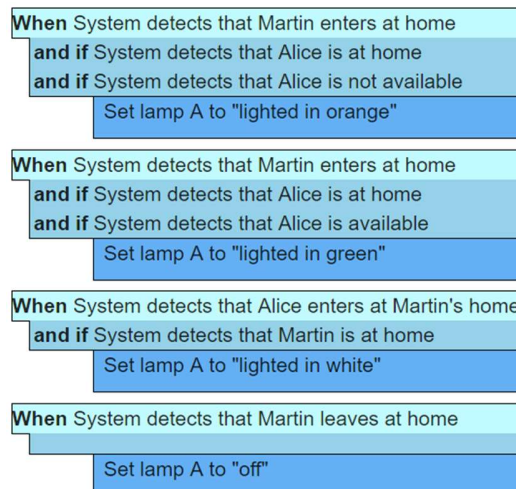 When System detects that Martin enters at home
and if System detects that Alice is at home
and if System detects that Alice is not available
Set lamp A to "lighted in orange"
When System detects that Martin enters at home
and if System detects that Alice is at home
and if System detects that Alice is available
Set lamp A to "lighted in green"
When System detects that Alice enters at Martin's home
and if System detects that Martin is at home
Set lamp A to "lighted in white"
When System detects that Martin leaves at home
Set lamp A to "off"